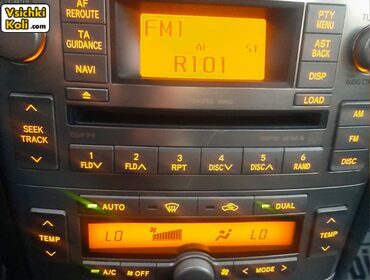 Vsichki
Koli .com
AF
REROUTE
TA
GUIDANCE
NAVI
FM1
AF ST
R101
PTY
MENU
AST
BACK
DISP
LOAD
SEEK
TRACK
AM
FM
DISC
1
FLD∨
2
FLD∧
3
RPT
4
DISC∨
5
DISC∧
6
RAND
AUTO
DUAL
TEMP
LO
LO
TEMP
A/C
OFF
MODE